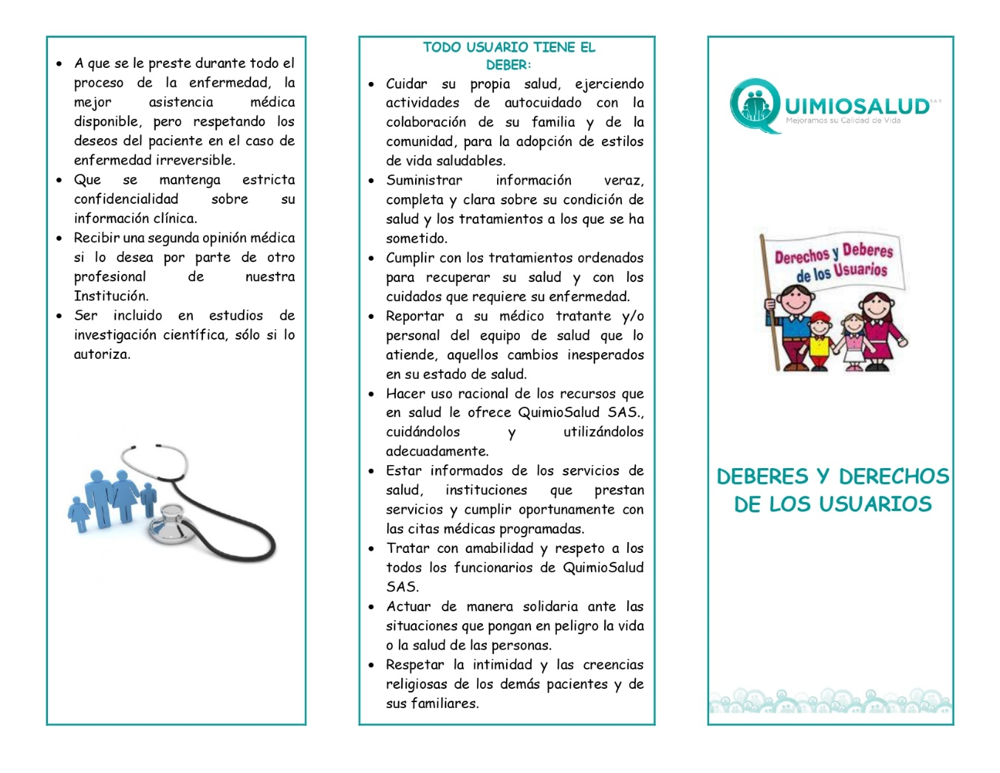 A que se le preste durante todo el
proceso de la enfermedad, la
mejor asistencia médica
disponible, pero respetando los
deseos del paciente en el caso de
enfermedad irreversible.
Que se mantenga estricta
confidencialidad sobre su
información clínica.
Recibir una segunda opinión médica
si lo desea por parte de otro
profesional de nuestra
Institución.
Ser incluido en estudios de
investigación científica, sólo si lo
autoriza.
TODO USUARIO TIENE EL
DEBER:
Cuidar su propia salud, ejerciendo
actividades de autocuidado con la
colaboración de su familia y de la
comunidad, para la adopción de estilos
de vida saludables.
Suministrar información veraz,
completa y clara sobre su condición de
salud y los tratamientos a los que se ha
sometido.
Cumplir con los tratamientos ordenados
para recuperar su salud y con los
cuidados que requiere su enfermedad.
Reportar a su médico tratante y/o
personal del equipo de salud que lo
atiende, aquellos cambios inesperados
en su estado de salud.
Hacer uso racional de los recursos que
en salud le ofrece QuimioSalud SAS.,
cuidándolos y utilizándolos
adecuadamente.
Estar informados de los servicios de
salud, instituciones que prestan
servicios y cumplir oportunamente con
las citas médicas programadas.
Tratar con amabilidad y respeto a los
todos los funcionarios de QuimioSalud
SAS.
Actuar de manera solidaria ante las
situaciones que pongan en peligro la vida
o la salud de las personas.
Respetar la intimidad y las creencias
religiosas de los demás pacientes y de
sus familiares.
QUIMIOSALUD S.A.S
Mejoramos su Calidad de Vida
Derechos y Deberes
de los Usuarios
DEBERES Y DERECHOS
DE LOS USUARIOS